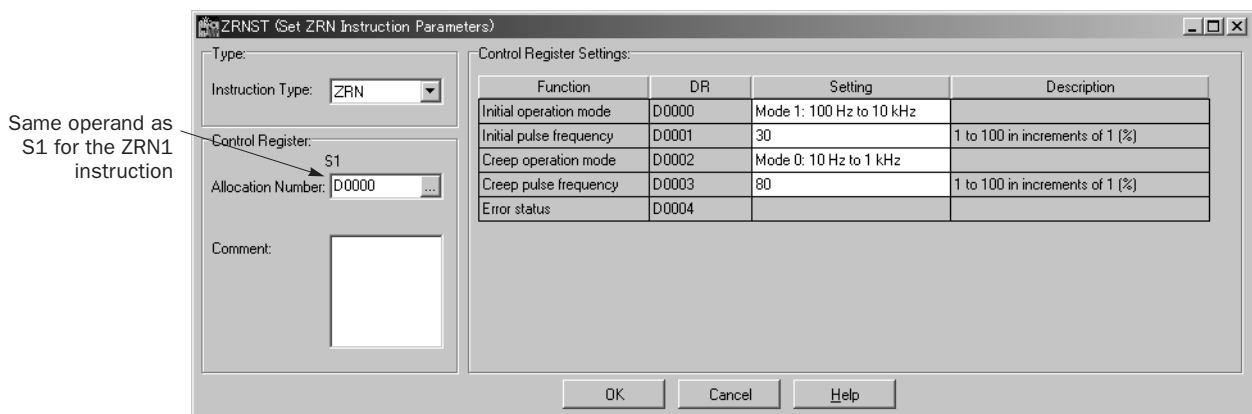 ZRNST (Set ZRN Instruction Parameters)
Type:
Instruction Type: ZRN
Same operand as
S1 for the ZRN1
instruction
Control Register:
S1
Allocation Number: D0000 ...
Comment:
Control Register Settings:
Function DR Setting Description
Initial operation mode D0000 Mode 1: 100 Hz to 10 kHz
Initial pulse frequency D0001 30 1 to 100 in increments of 1 (%)
Creep operation mode D0002 Mode 0: 10 Hz to 1 kHz
Creep pulse frequency D0003 80 1 to 100 in increments of 1 (%)
Error status D0004
OK Cancel Help